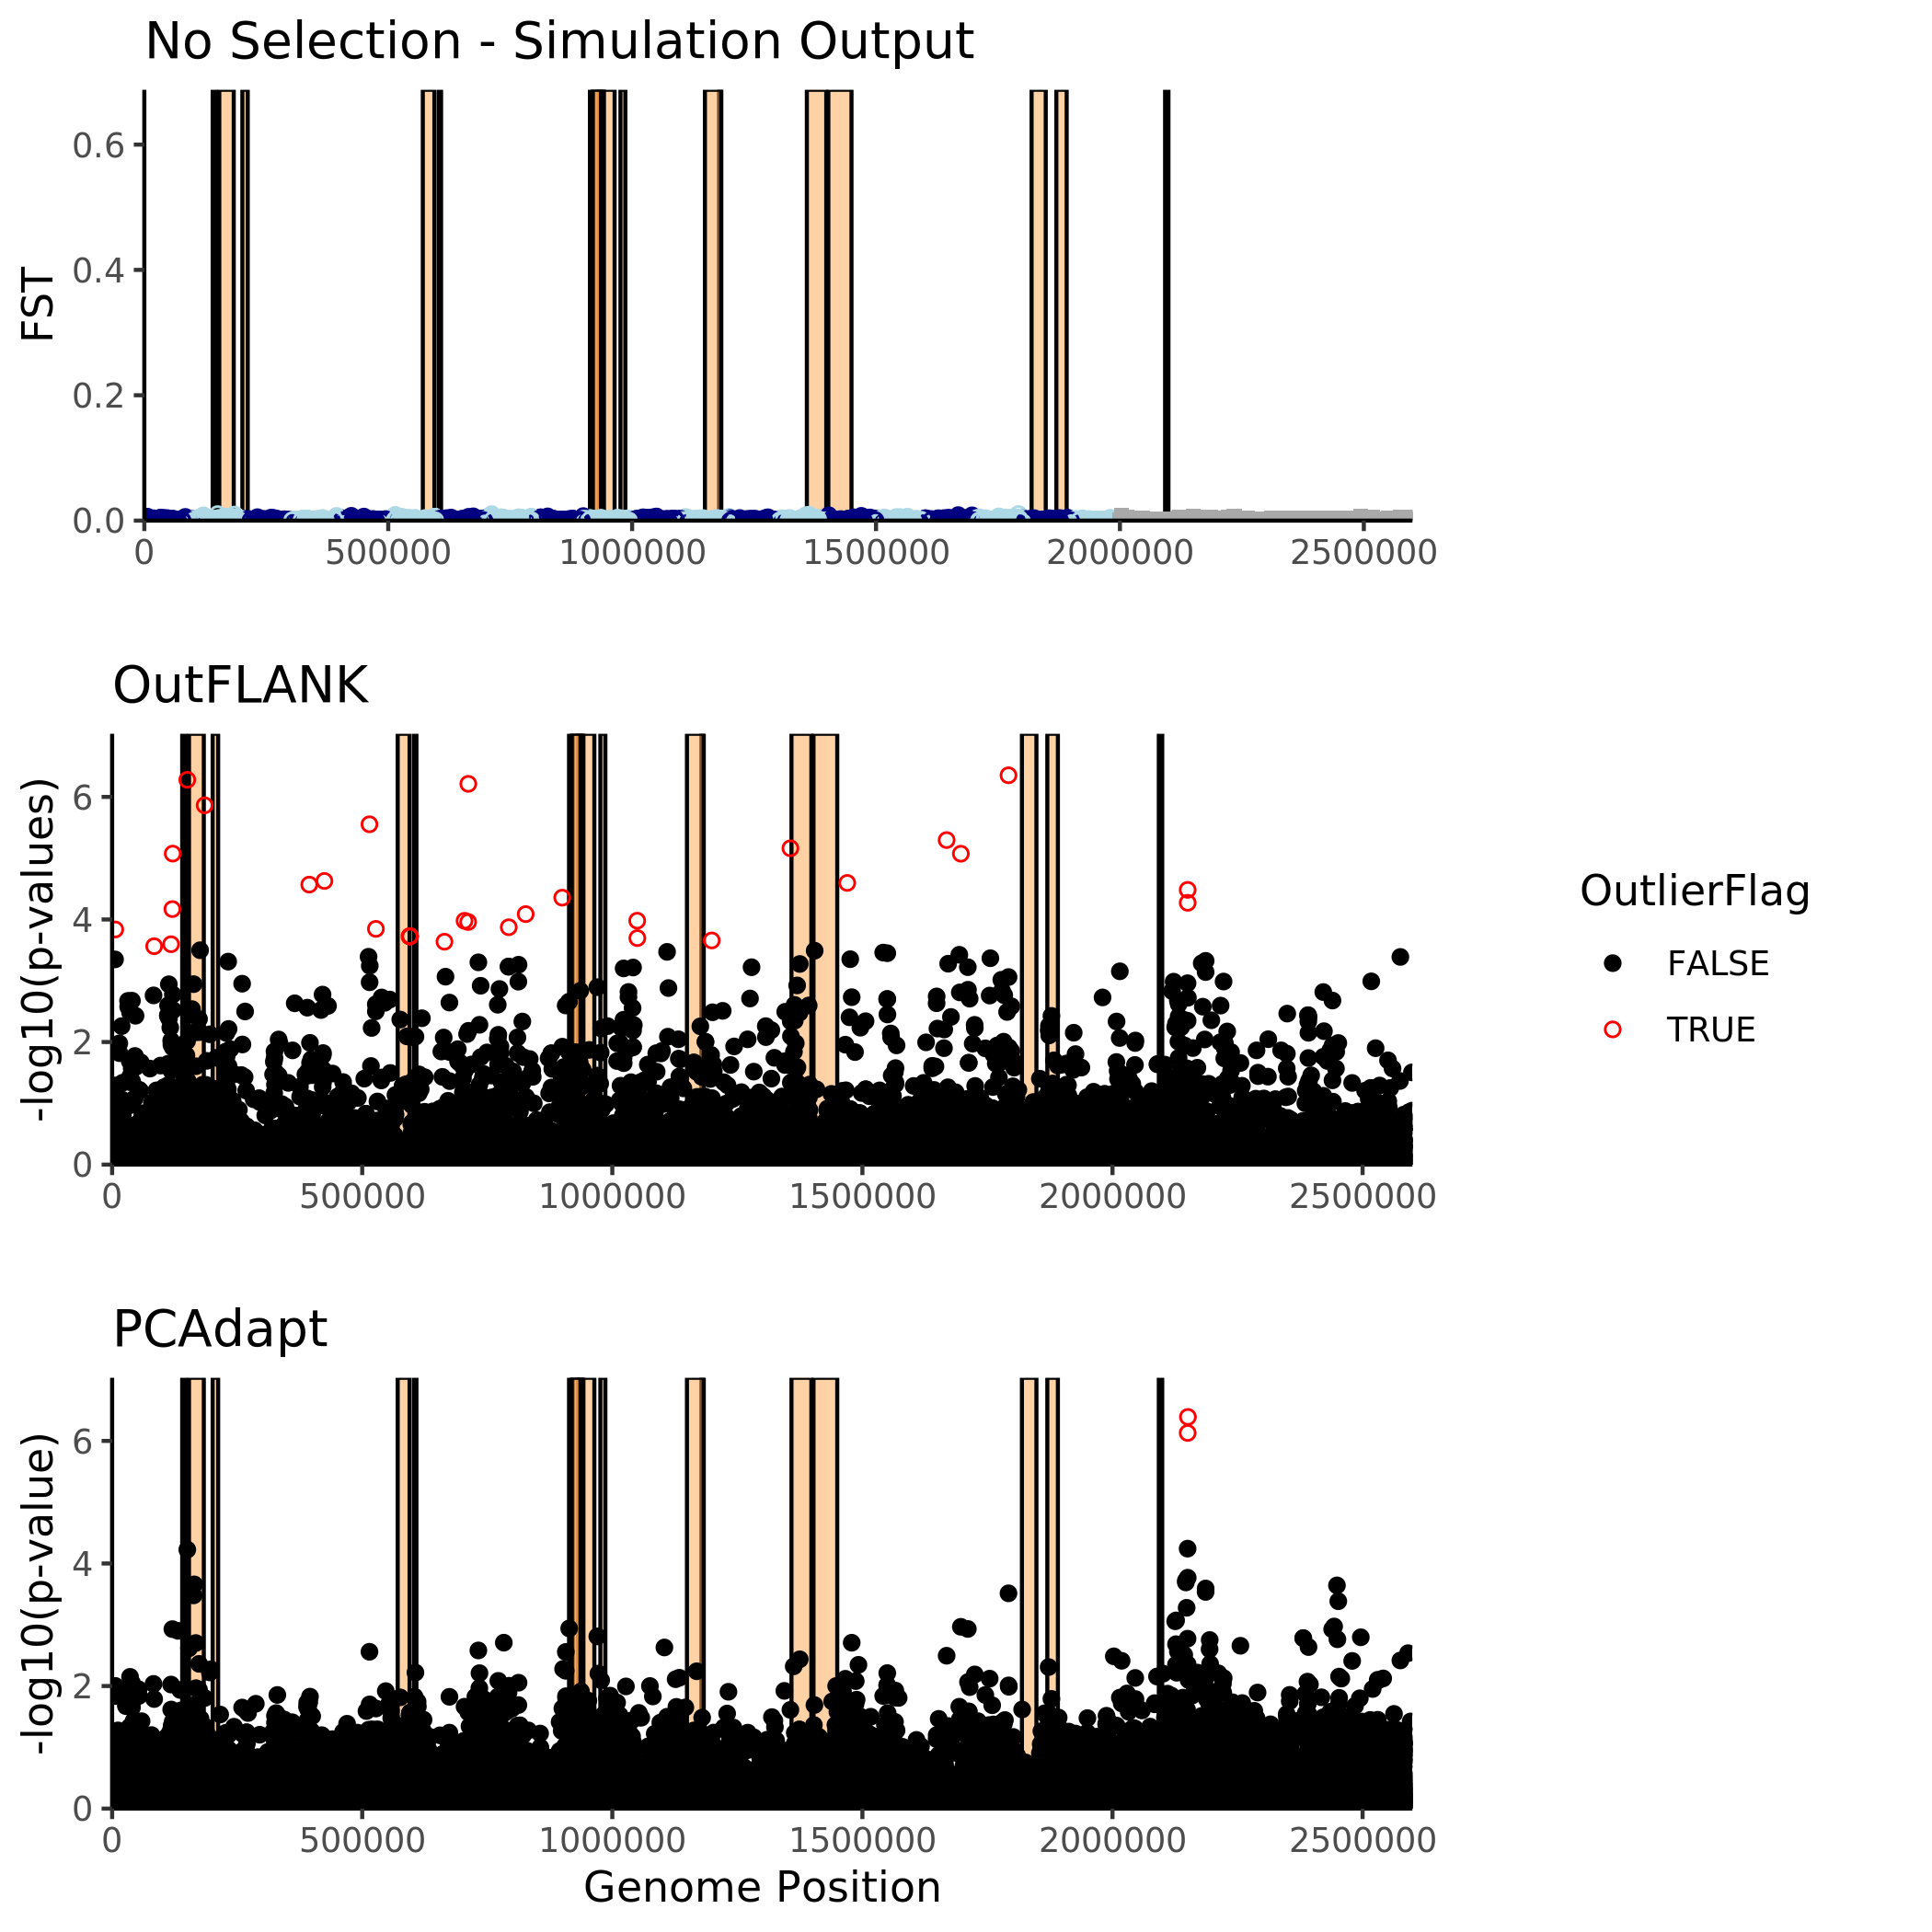 No Selection - Simulation Output
FST
0.6
0.4
0.2
0.0
0 500000 1000000 1500000 2000000 2500000
OutFLANK
-log10(p-values)
6
4
2
0
0 500000 1000000 1500000 2000000 2500000
OutlierFlag
FALSE
TRUE
PCAdapt
-log10(p-value)
6
4
2
0
0 500000 1000000 1500000 2000000 2500000
Genome Position